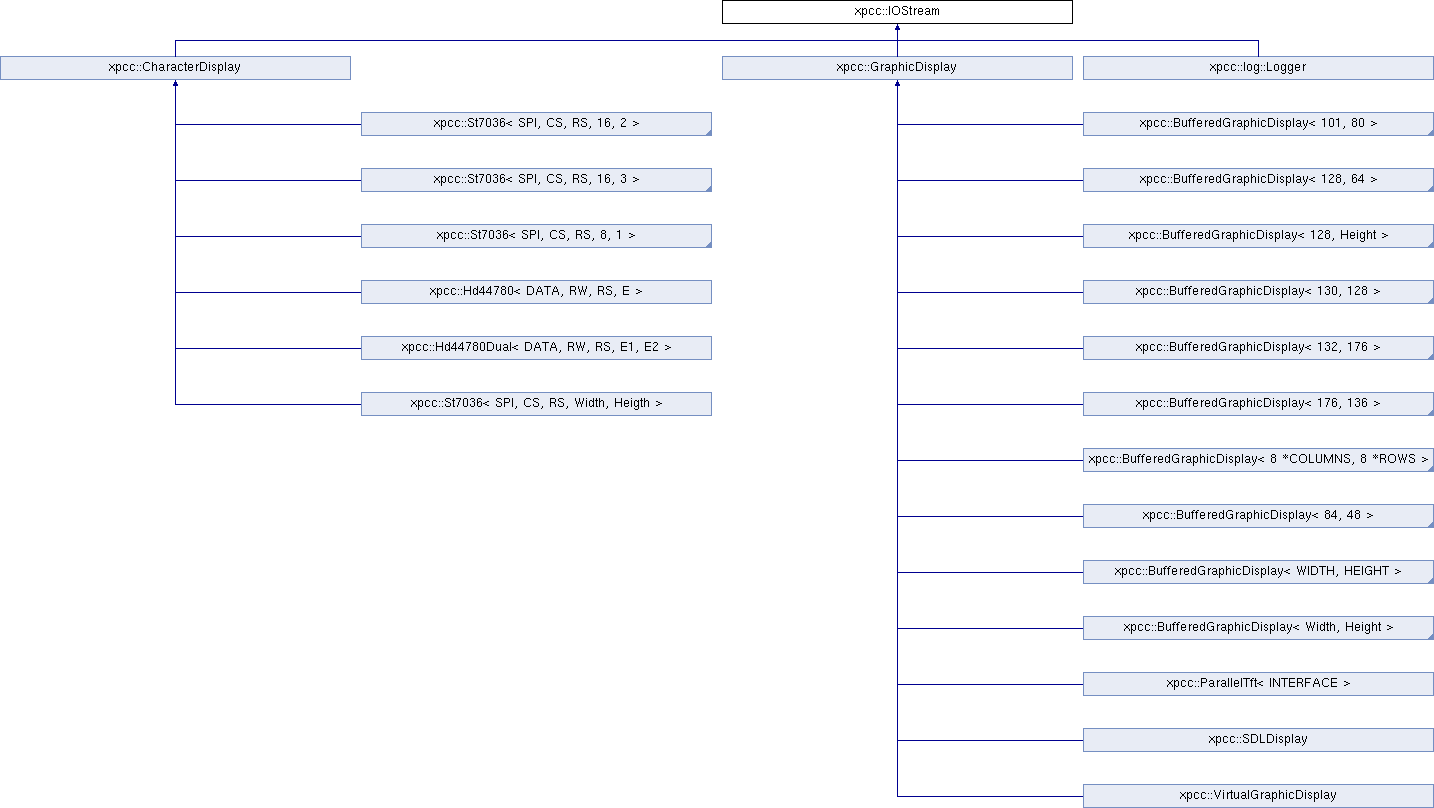 xpcc::IOStream
xpcc::CharacterDisplay
xpcc::GraphicDisplay
xpcc::log::Logger
xpcc::St7036< SPI, CS, RS, 16, 2 >
xpcc::BufferedGraphicDisplay< 101, 80 >
xpcc::St7036< SPI, CS, RS, 16, 3 >
xpcc::BufferedGraphicDisplay< 128, 64 >
xpcc::St7036< SPI, CS, RS, 8, 1 >
xpcc::BufferedGraphicDisplay< 128, Height >
xpcc::Hd44780< DATA, RW, RS, E >
xpcc::BufferedGraphicDisplay< 130, 128 >
xpcc::Hd44780Dual< DATA, RW, RS, E1, E2 >
xpcc::BufferedGraphicDisplay< 132, 176 >
xpcc::St7036< SPI, CS, RS, Width, Heigth >
xpcc::BufferedGraphicDisplay< 176, 136 >
xpcc::BufferedGraphicDisplay< 8 *COLUMNS, 8 *ROWS >
xpcc::BufferedGraphicDisplay< 84, 48 >
xpcc::BufferedGraphicDisplay< WIDTH, HEIGHT >
xpcc::BufferedGraphicDisplay< Width, Height >
xpcc::ParallelTft< INTERFACE >
xpcc::SDLDisplay
xpcc::VirtualGraphicDisplay